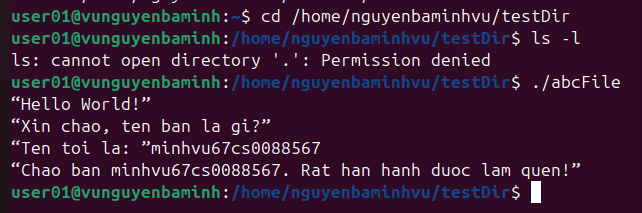 user01@vunguyenbaminh:~$ cd /home/nguyenbaminhvu/testDir
user01@vunguyenbaminh:/home/nguyenbaminhvu/testDir$ ls -l
ls: cannot open directory '.': Permission denied
user01@vunguyenbaminh:/home/nguyenbaminhvu/testDir$ ./abcFile
“Hello World!”
“Xin chao, ten ban la gi?”
“Ten toi la: ”minhvu67cs0088567
“Chao ban minhvu67cs0088567. Rat han hanh duoc lam quen!”
user01@vunguyenbaminh:/home/nguyenbaminhvu/testDir$